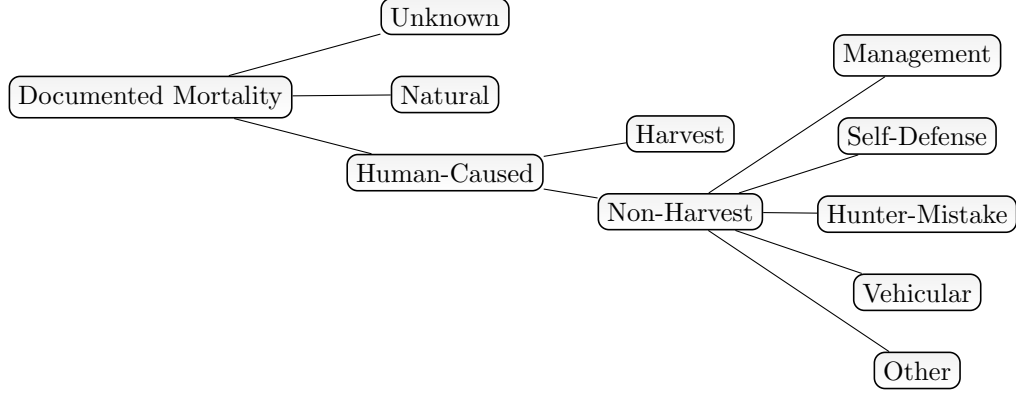 Unknown
Documented Mortality
Natural
Human-Caused
Harvest
Non-Harvest
Management
Self-Defense
Hunter-Mistake
Vehicular
Other